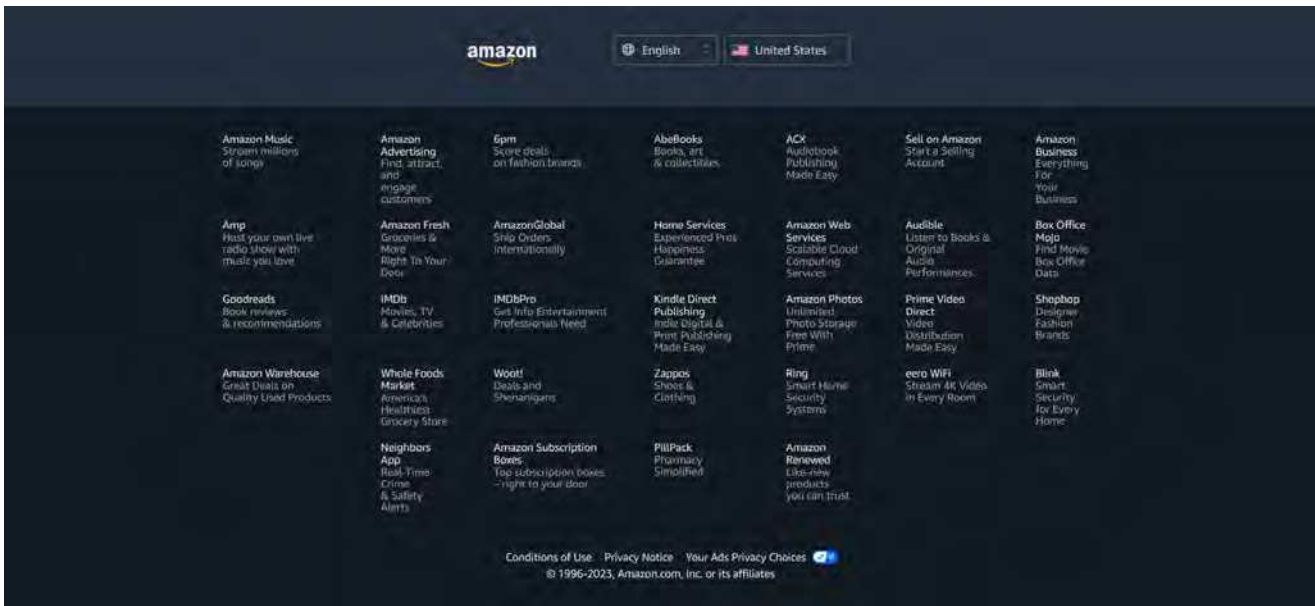 amazon
English
United States
Amazon Music
Stream millions
of songs
Amazon
Advertising
Find, attract,
and
engage
customers
6pm
Score deals
on fashion brands
AbeBooks
Books, art
& collectibles
ACX
Audiobook
Publishing
Made Easy
Sell on Amazon
Start a Selling
Account
Amazon
Business
Everything
For
Your
Business
Amp
Host your own live
radio show with
music you love
Amazon Fresh
Groceries &
More
Right To Your
Door
AmazonGlobal
Ship Orders
Internationally
Home Services
Experienced Pros
Happiness
Guarantee
Amazon Web
Services
Scalable Cloud
Computing
Services
Audible
Listen to Books &
Original
Audio
Performances
Box Office
Mojo
Find Movie
Box Office
Data
Goodreads
Book reviews
& recommendations
IMDb
Movies, TV
& Celebrities
IMDbPro
Get Info Entertainment
Professionals Need
Kindle Direct
Publishing
Indie Digital &
Print Publishing
Made Easy
Amazon Photos
Unlimited
Photo Storage
Free With
Prime
Prime Video
Direct
Video
Distribution
Made Easy
Shopbop
Designer
Fashion
Brands
Amazon Warehouse
Great Deals on
Quality Used Products
Whole Foods
Market
America's
Healthiest
Grocery Store
Woot!
Deals and
Shenanigans
Zappos
Shoes &
Clothing
Ring
Smart Home
Security
Systems
eero WiFi
Stream 4K Video
in Every Room
Blink
Smart
Security
for Every
Home
Neighbors
App
Real-Time
Crime
& Safety
Alerts
Amazon Subscription
Boxes
Top subscription boxes
– right to your door
PillPack
Pharmacy
Simplified
Amazon
Renewed
Like-new
products
you can trust
Conditions of Use Privacy Notice Your Ads Privacy Choices
© 1996-2023, Amazon.com, Inc. or its affiliates